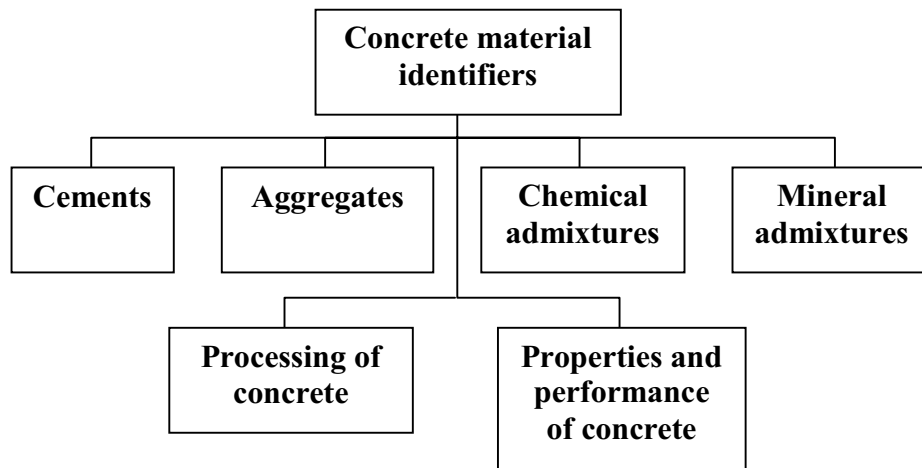 Concrete material
identifiers
Cements
Aggregates
Chemical
admixtures
Mineral
admixtures
Processing of
concrete
Properties and
performance
of concrete